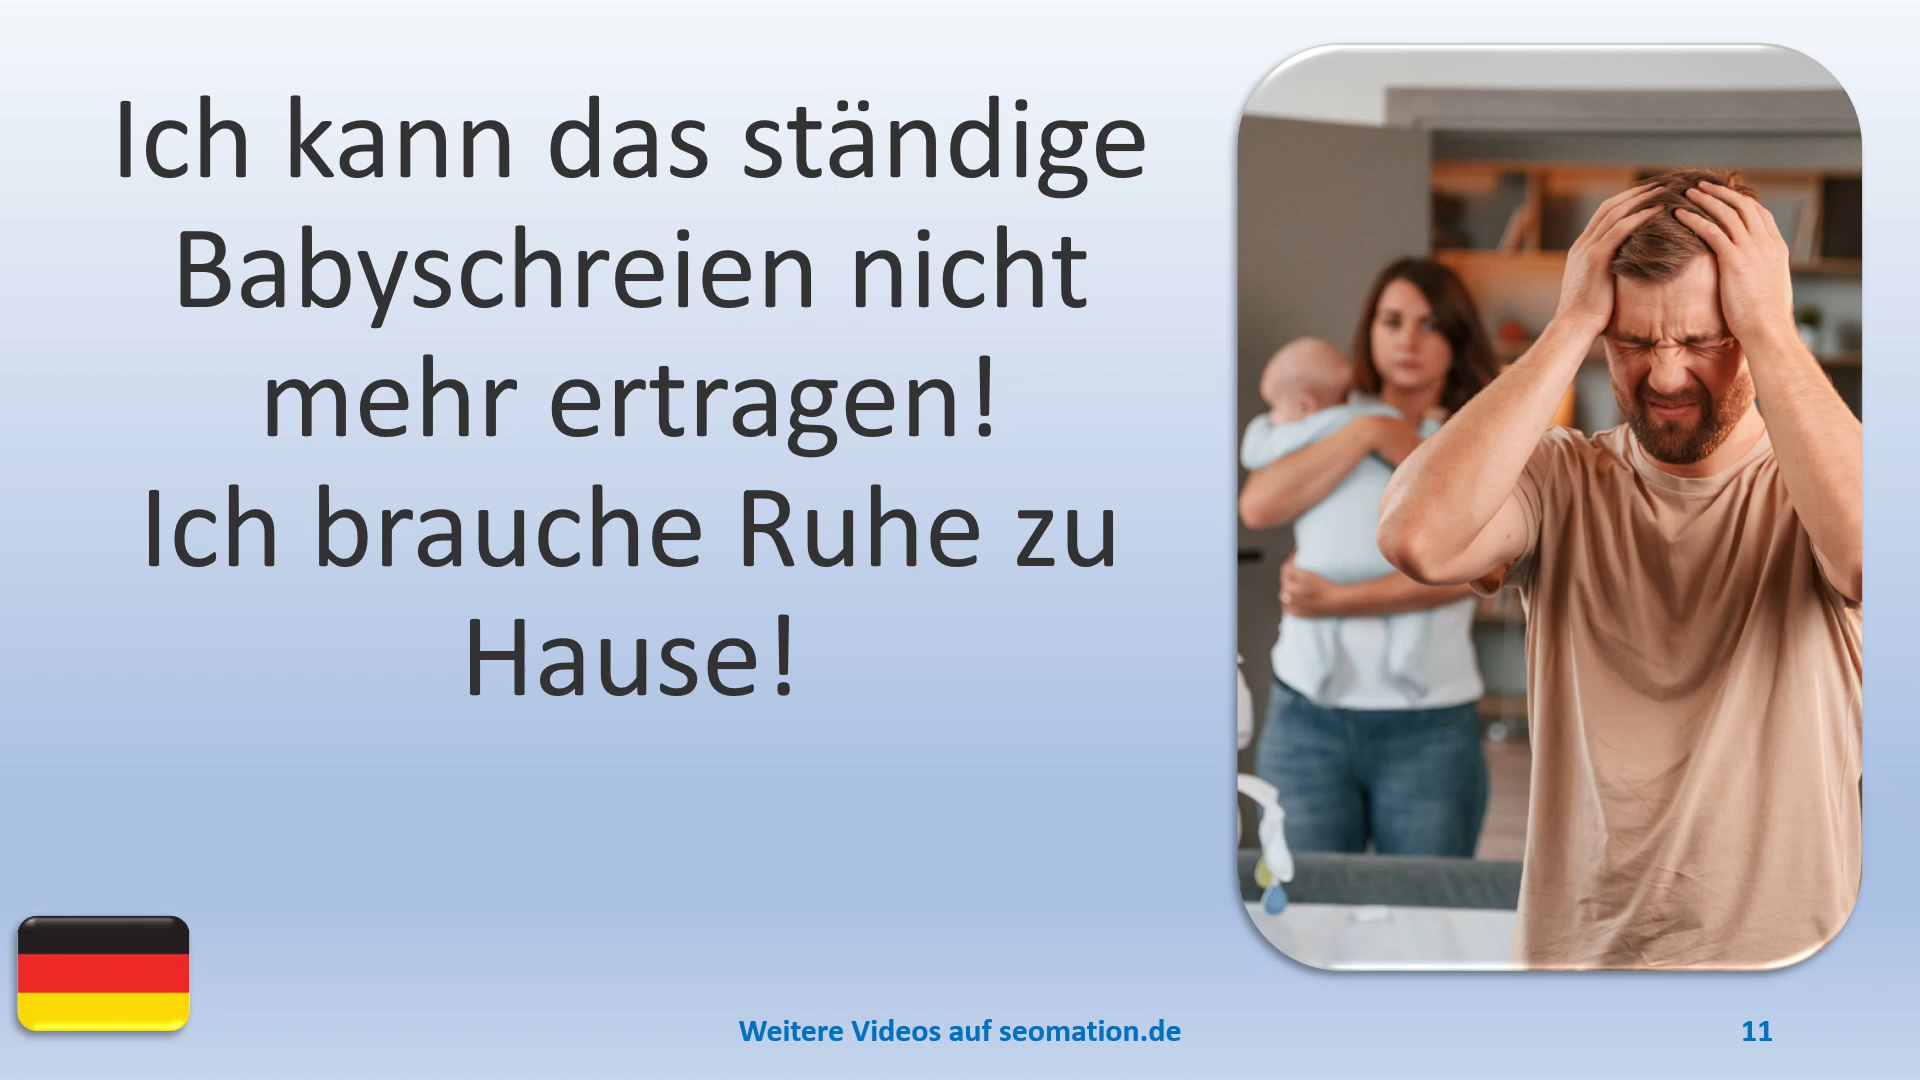 Ich kann das ständige
Babyschreien nicht
mehr ertragen!
Ich brauche Ruhe zu
Hause!
Weitere Videos auf seomation.de
11